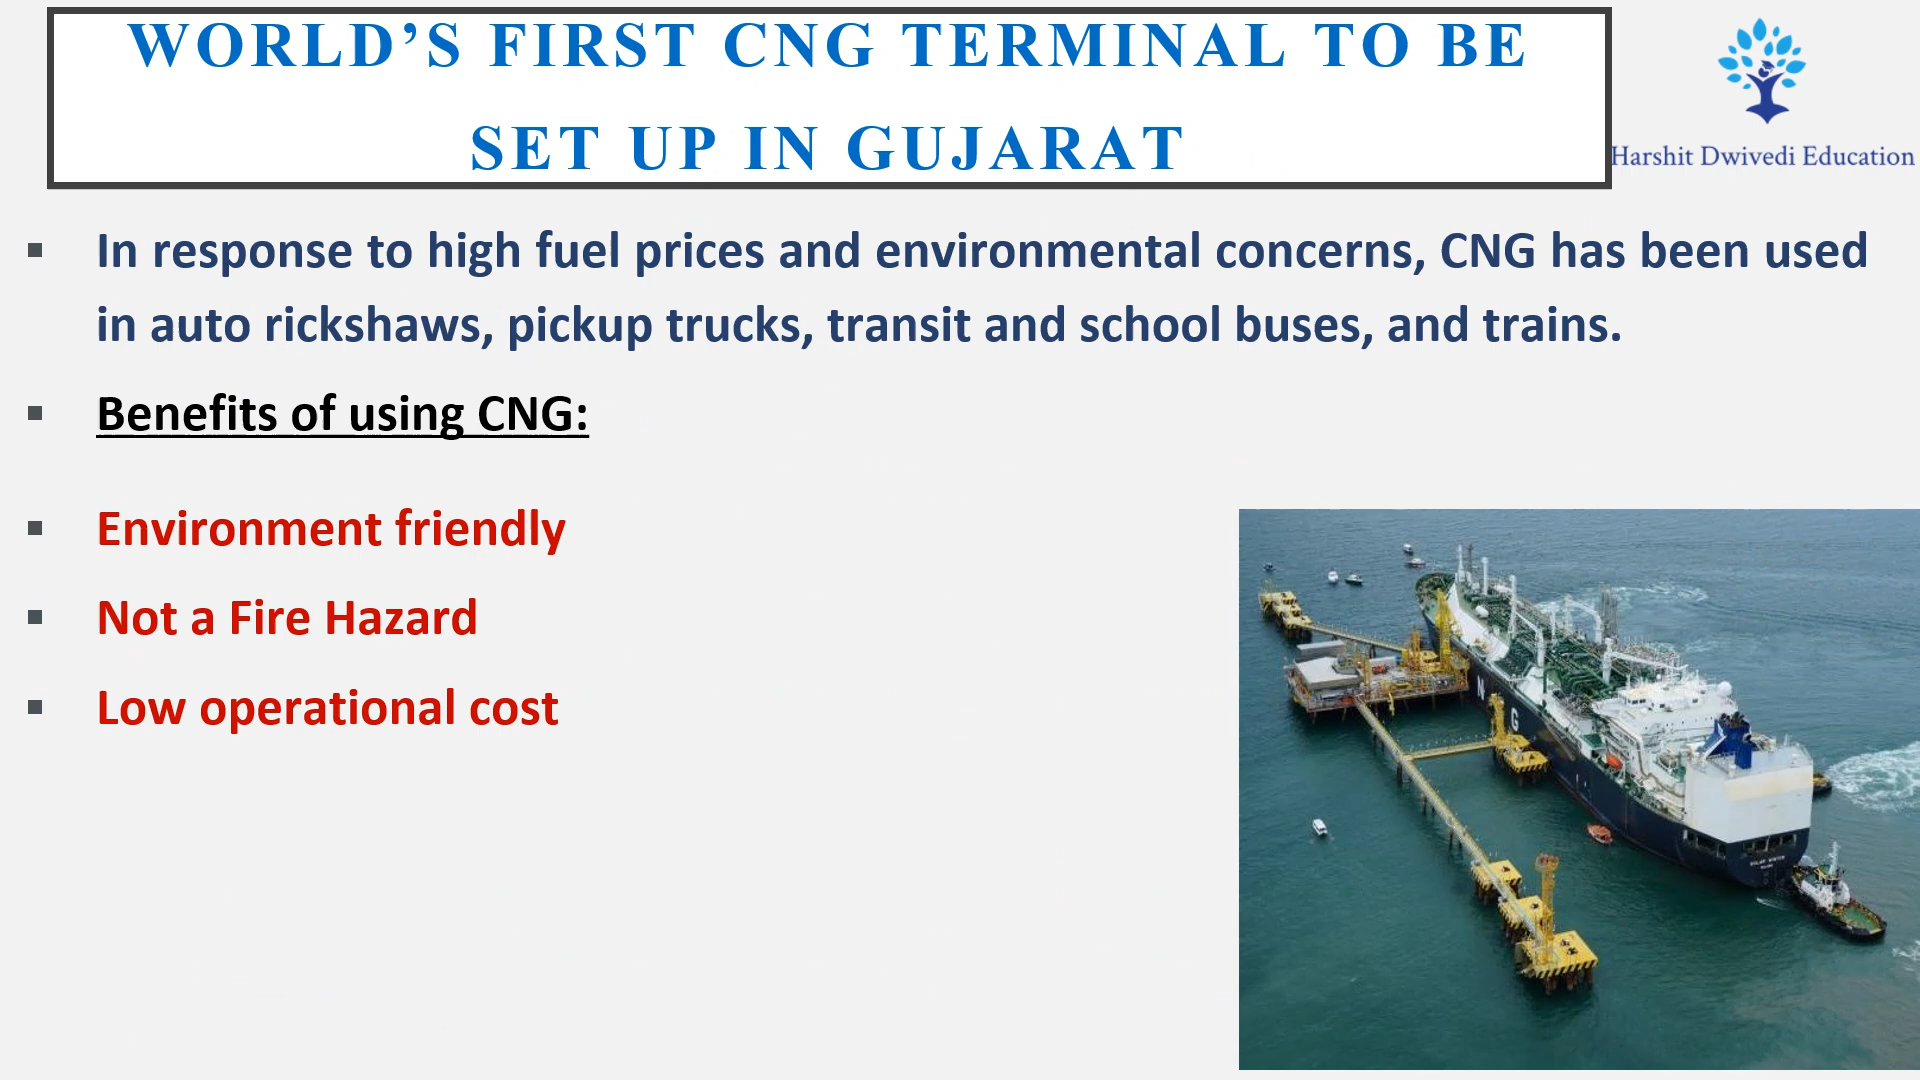 WORLD’S FIRST CNG TERMINAL TO BE
SET UP IN GUJARAT
Harshit Dwivedi Education
In response to high fuel prices and environmental concerns, CNG has been used
in auto rickshaws, pickup trucks, transit and school buses, and trains.
Benefits of using CNG:
Environment friendly
Not a Fire Hazard
Low operational cost
N G